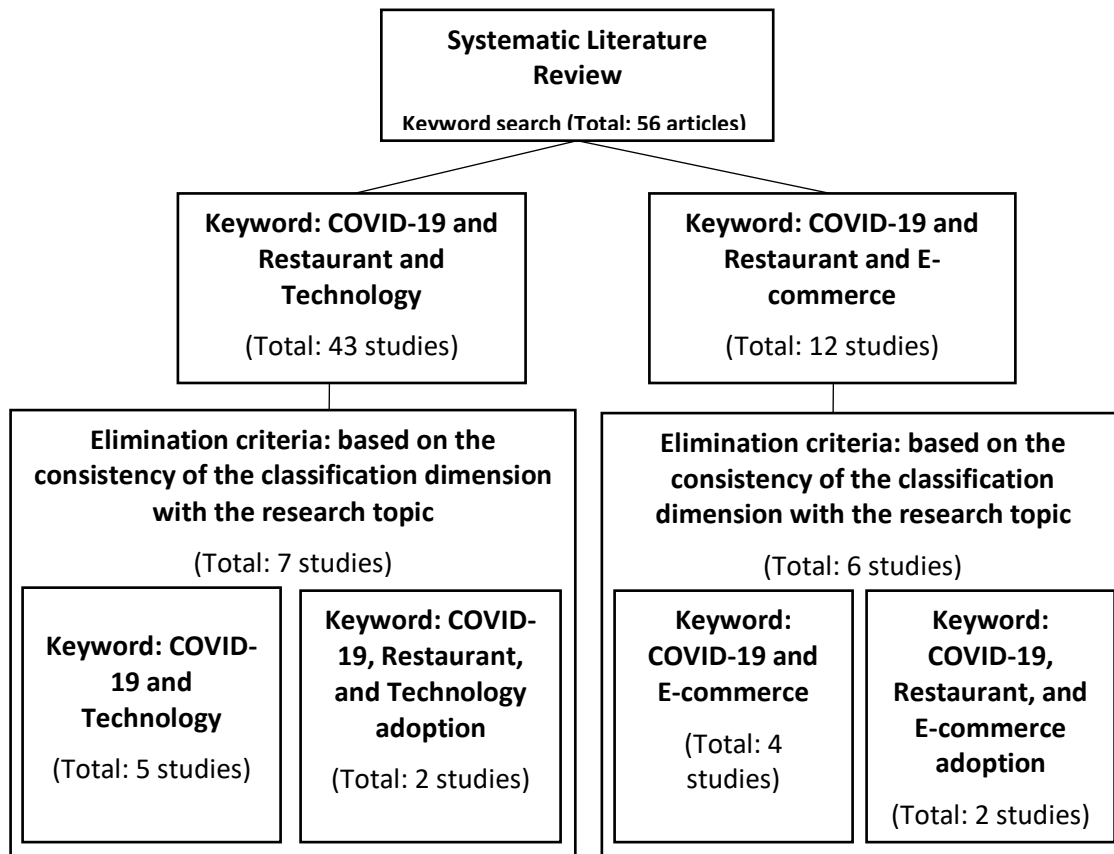 Systematic Literature
Review
Keyword search (Total: 56 articles)
Keyword: COVID-19 and
Restaurant and
Technology
(Total: 43 studies)
Keyword: COVID-19 and
Restaurant and E-
commerce
(Total: 12 studies)
Elimination criteria: based on the
consistency of the classification dimension
with the research topic
(Total: 7 studies)
Keyword: COVID-
19 and
Technology
(Total: 5 studies)
Keyword: COVID-
19, Restaurant,
and Technology
adoption
(Total: 2 studies)
Elimination criteria: based on the
consistency of the classification
dimension with the research topic
(Total: 6 studies)
Keyword:
COVID-19 and
E-commerce
(Total: 4
studies)
Keyword:
COVID-19,
Restaurant, and
E-commerce
adoption
(Total: 2 studies)